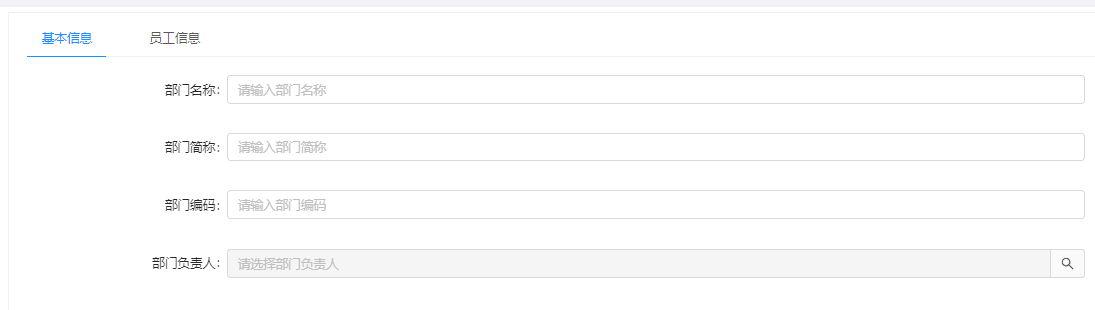 基本信息 员工信息
部门名称： 请输入部门名称
部门简称： 请输入部门简称
部门编码： 请输入部门编码
部门负责人： 请选择部门负责人